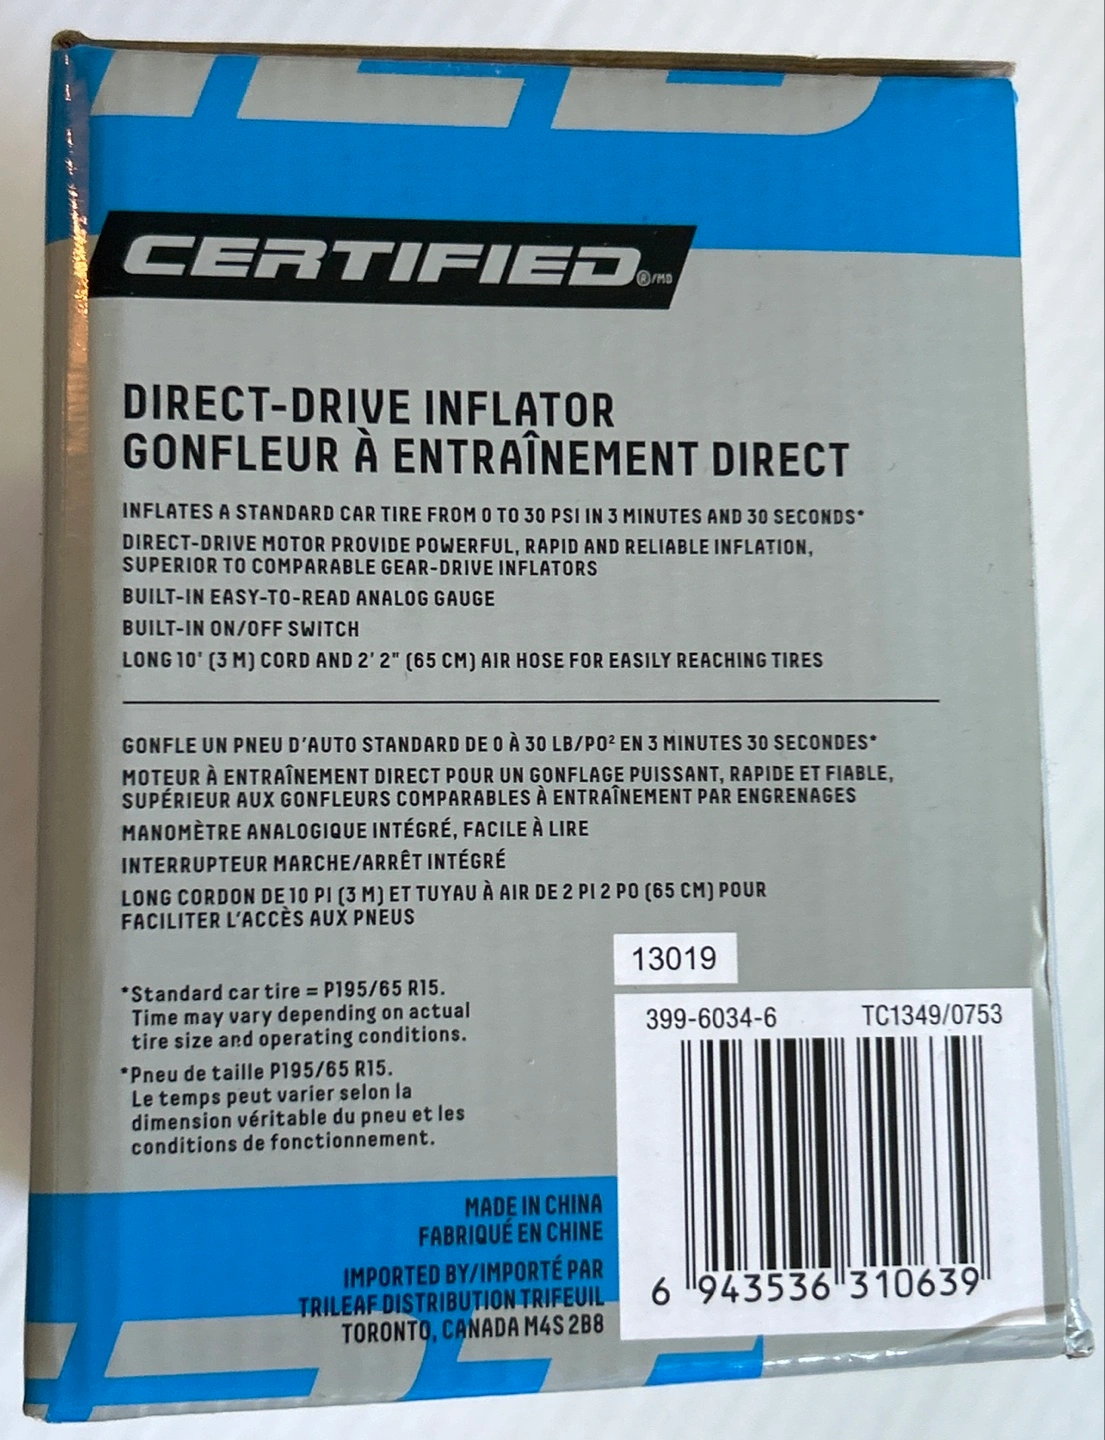 CERTIFIED®/MD
DIRECT-DRIVE INFLATOR
GONFLEUR À ENTRAÎNEMENT DIRECT
INFLATES A STANDARD CAR TIRE FROM 0 TO 30 PSI IN 3 MINUTES AND 30 SECONDS*
DIRECT-DRIVE MOTOR PROVIDE POWERFUL, RAPID AND RELIABLE INFLATION,
SUPERIOR TO COMPARABLE GEAR-DRIVE INFLATORS
BUILT-IN EASY-TO-READ ANALOG GAUGE
BUILT-IN ON/OFF SWITCH
LONG 10' (3 M) CORD AND 2' 2" (65 CM) AIR HOSE FOR EASILY REACHING TIRES
GONFLE UN PNEU D'AUTO STANDARD DE 0 À 30 LB/PO² EN 3 MINUTES 30 SECONDES*
MOTEUR À ENTRAÎNEMENT DIRECT POUR UN GONFLAGE PUISSANT, RAPIDE ET FIABLE,
SUPÉRIEUR AUX GONFLEURS COMPARABLES À ENTRAÎNEMENT PAR ENGRENAGES
MANOMÈTRE ANALOGIQUE INTÉGRÉ, FACILE À LIRE
INTERRUPTEUR MARCHE/ARRÊT INTÉGRÉ
LONG CORDON DE 10 PI (3 M) ET TUYAU À AIR DE 2 PI 2 PO (65 CM) POUR
FACILITER L'ACCÈS AUX PNEUS
*Standard car tire = P195/65 R15.
Time may vary depending on actual
tire size and operating conditions.
*Pneu de taille P195/65 R15.
Le temps peut varier selon la
dimension véritable du pneu et les
conditions de fonctionnement.
13019
399-6034-6 TC1349/0753
6 943536 310639
MADE IN CHINA
FABRIQUÉ EN CHINE
IMPORTED BY/IMPORTÉ PAR
TRILEAF DISTRIBUTION TRIFEUIL
TORONTO, CANADA M4S 2B8